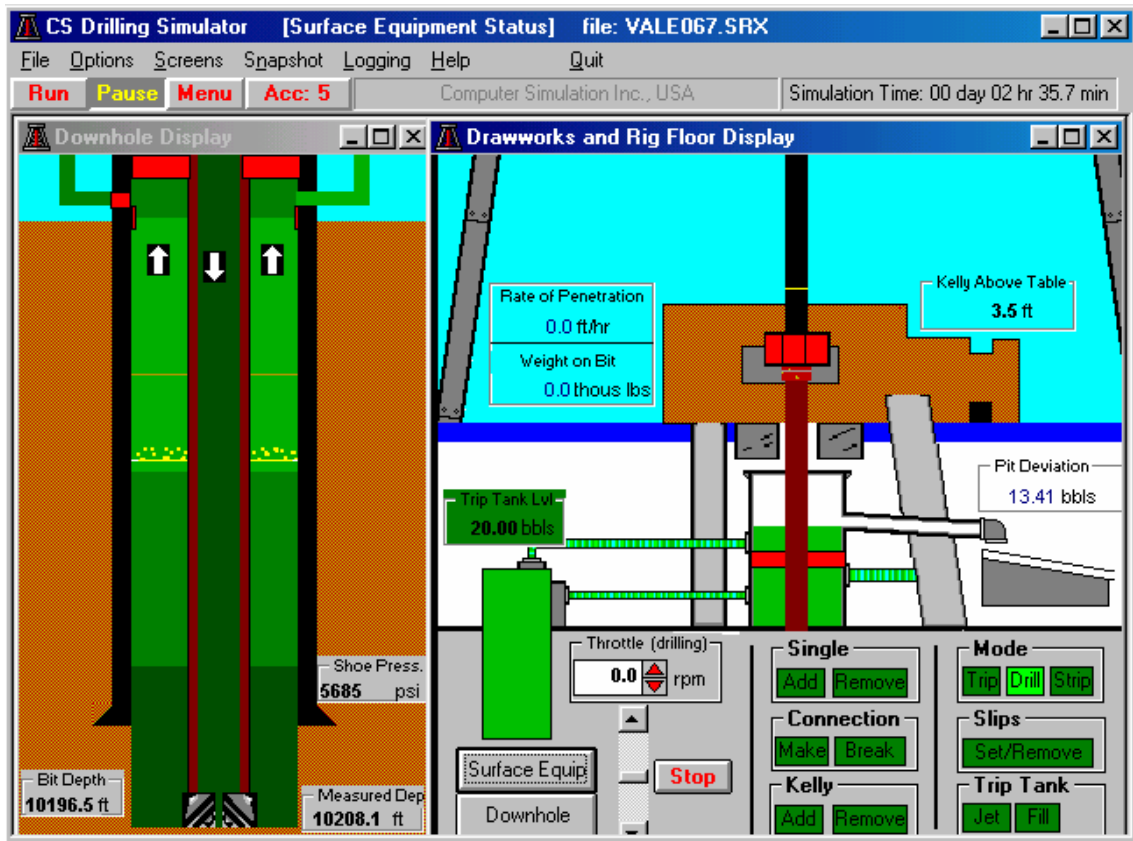 CS Drilling Simulator [Surface Equipment Status] file: VALE067.SRX
File Options Screens Snapshot Logging Help Quit
Run Pause Menu Acc: 5 Computer Simulation Inc., USA Simulation Time: 00 day 02 hr 35.7 min
Downhole Display
Shoe Press.
5685 psi
Bit Depth
10196.5 ft
Measured Dep
10208.1 ft
Drawworks and Rig Floor Display
Kelly Above Table
3.5 ft
Rate of Penetration
0.0 ft/hr
Weight on Bit
0.0 thous lbs
Pit Deviation
13.41 bbls
Trip Tank Lvl
20.00 bbls
Throttle (drilling)
0.0 rpm
Surface Equip
Downhole
Stop
Single
Add Remove
Connection
Make Break
Kelly
Add Remove
Mode
Trip Drill Strip
Slips
Set/Remove
Trip Tank
Jet Fill